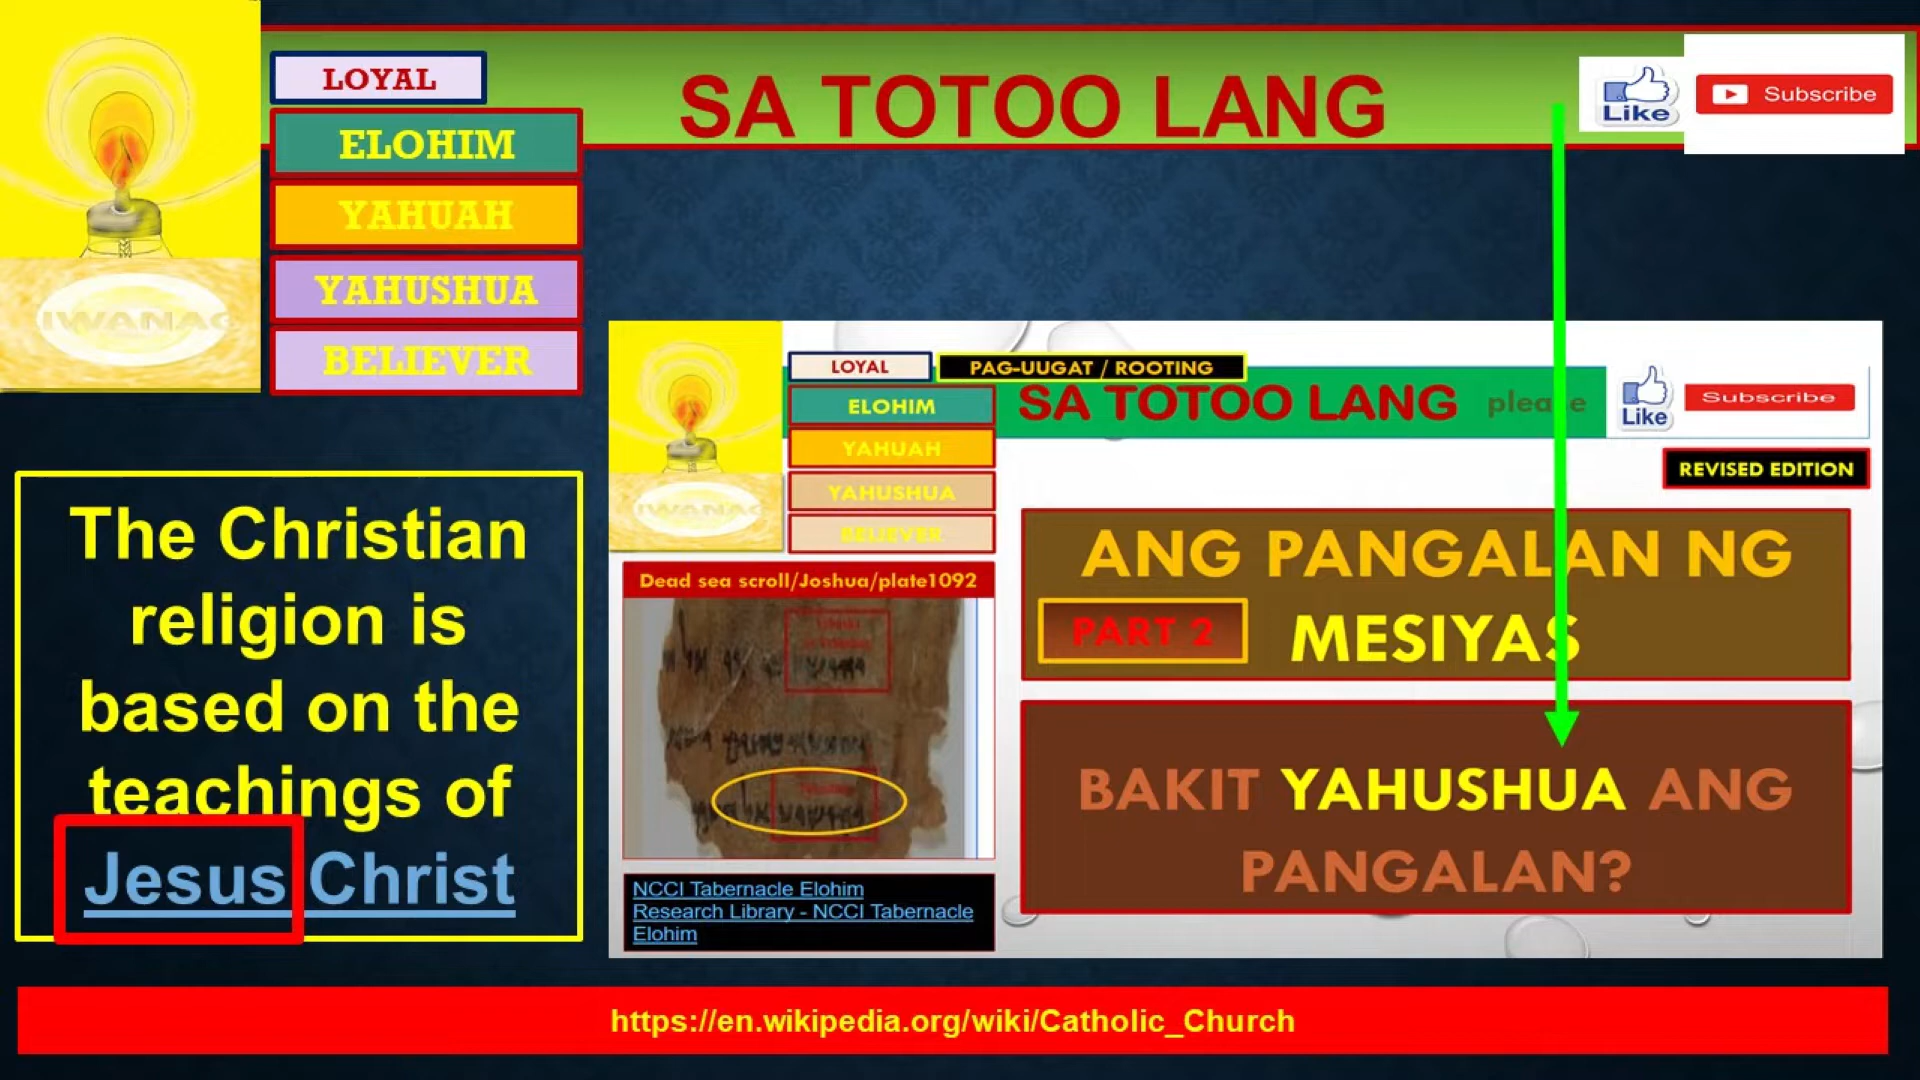 LOYAL
ELOHIM
YAHUAH
YAHUSHUA
BELIEVER
SA TOTOO LANG
Like
Subscribe
IWANAG
The Christian
religion is
based on the
teachings of
Jesus Christ
LOYAL
PAG-UUGAT / ROOTING
ELOHIM
YAHUAH
YAHUSHUA
BELIEVER
SA TOTOO LANG
Like
Subscribe
REVISED EDITION
IWANAG
Dead sea scroll/Joshua/plate1092
NCCI Tabernacle Elohim
Research Library - NCCI Tabernacle
Elohim
ANG PANGALAN NG
PART 2 MESIYAS
BAKIT YAHUSHUA ANG
PANGALAN?
https://en.wikipedia.org/wiki/Catholic_Church